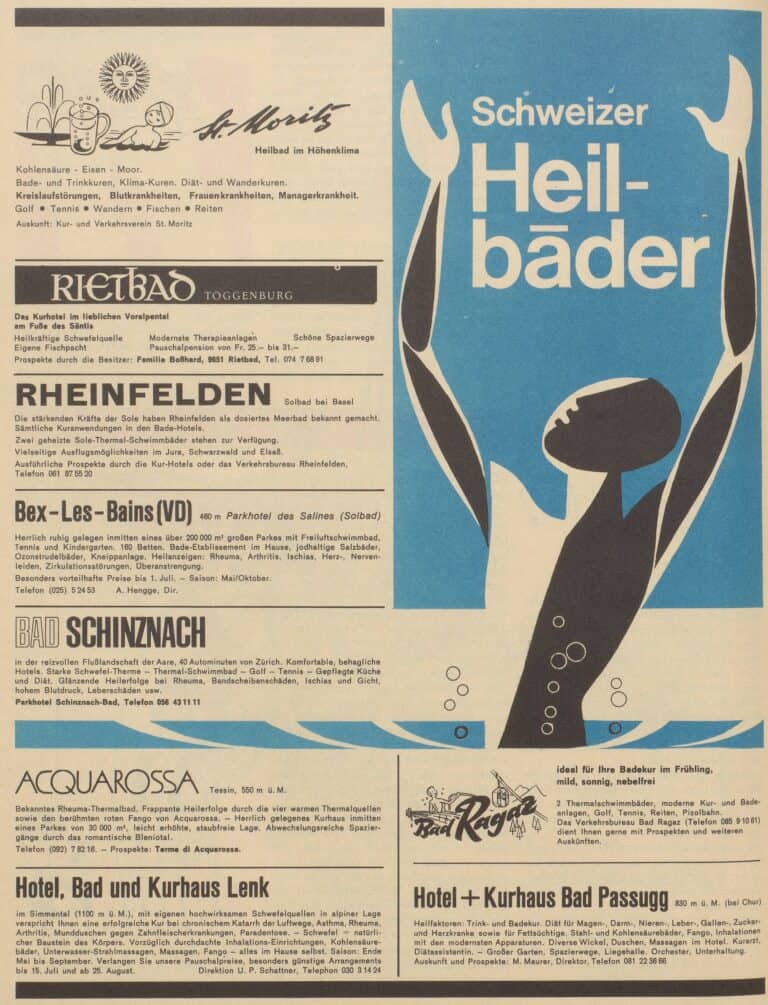 St. Moritz
Heilbad im Höhenklima
Kohlensäure - Eisen - Moor.
Bade- und Trinkkuren, Klima-Kuren. Diät- und Wanderkuren.
Kreislaufstörungen, Blutkrankheiten, Frauenkrankheiten, Managerkrankheit.
Golf • Tennis • Wandern • Fischen • Reiten
Auskunft: Kur- und Verkehrsverein St. Moritz
RIETBAD TOGGENBURG
Das Kurhotel im lieblichen Voralpental
am Fuße des Säntis
Heilkräftige Schwefelquelle Modernste Therapieanlagen Schöne Spazierwege
Eigene Fischpacht Pauschalpension von Fr. 25.– bis 31.–
Prospekte durch die Besitzer: Familie Boßhard, 9651 Rietbad, Tel. 074 7 68 91
RHEINFELDEN Solbad bei Basel
Die stärkenden Kräfte der Sole haben Rheinfelden als dosiertes Meerbad bekannt gemacht.
Sämtliche Kuranwendungen in den Bade-Hotels.
Zwei geheizte Sole-Thermal-Schwimmbäder stehen zur Verfügung.
Vielseitige Ausflugsmöglichkeiten im Jura, Schwarzwald und Elsaß.
Ausführliche Prospekte durch die Kur-Hotels oder das Verkehrsbureau Rheinfelden,
Telefon 061 87 55 20
Bex-Les-Bains (VD) 460 m Parkhotel des Salines (Solbad)
Herrlich ruhig gelegen inmitten eines über 200 000 m² großen Parkes mit Freiluftschwimmbad,
Tennis und Kindergarten. 160 Betten. Bade-Etablissement im Hause, jodhaltige Salzbäder,
Ozonstrudelbäder, Kneippanlage. Heilanzeigen: Rheuma, Arthritis, Ischias, Herz-, Nerven-
leiden, Zirkulationsstörungen, Überanstrengung.
Besonders vorteilhafte Preise bis 1. Juli. – Saison: Mai/Oktober.
Telefon (025) 5 24 53 A. Hengge, Dir.
BAD SCHINZNACH
in der reizvollen Flußlandschaft der Aare, 40 Autominuten von Zürich. Komfortable, behagliche
Hotels. Starke Schwefel-Therme – Thermal-Schwimmbad – Golf – Tennis – Gepflegte Küche
und Diät. Glänzende Heilerfolge bei Rheuma, Bandscheibenschäden, Ischias und Gicht,
hohem Blutdruck, Leberschäden usw.
Parkhotel Schinznach-Bad, Telefon 056 43 11 11
Schweizer
Heil-
bäder
ACQUAROSSA Tessin, 550 m ü. M.
Bekanntes Rheuma-Thermalbad. Frappante Heilerfolge durch die vier warmen Thermalquellen
sowie den berühmten roten Fango von Acquarossa. – Herrlich gelegenes Kurhaus inmitten
eines Parkes von 30 000 m², leicht erhöhte, staubfreie Lage. Abwechslungsreiche Spazier-
gänge durch das romantische Bleniotal.
Telefon (092) 7 82 16. – Prospekte: Terme di Acquarossa.
Hotel, Bad und Kurhaus Lenk
im Simmental (1100 m ü. M.), mit eigenen hochwirksamen Schwefelquellen in alpiner Lage
verspricht Ihnen eine erfolgreiche Kur bei chronischem Katarrh der Luftwege, Asthma, Rheuma,
Arthritis, Mundduschen gegen Zahnfleischerkrankungen, Paradentose. – Schwefel = natürli-
cher Baustein des Körpers. Vorzüglich durchdachte Inhalations-Einrichtungen, Kohlensäure-
bäder, Unterwasser-Strahlmassagen, Massagen, Fango – alles im Hause selbst. Saison: Ende
Mai bis September. Verlangen Sie unsere Pauschalpreise, besonders günstige Arrangements
bis 15. Juli und ab 25. August. Direktion U. P. Schattner, Telephon 030 3 14 24
Bad Ragaz
ideal für Ihre Badekur im Frühling,
mild, sonnig, nebelfrei
2 Thermalschwimmbäder, moderne Kur- und Bade-
anlagen, Golf, Tennis, Reiten, Pizolbahn.
Das Verkehrsbureau Bad Ragaz (Telefon 085 9 10 61)
dient Ihnen gerne mit Prospekten und weiteren
Auskünften.
Hotel + Kurhaus Bad Passugg 830 m ü. M. (bei Chur)
Heilfaktoren: Trink- und Badekur. Diät für Magen-, Darm-, Nieren-, Leber-, Gallen-, Zucker-
und Herzkranke sowie für Fettsüchtige. Stahl- und Kohlensäurebäder, Fango, Inhalationen
mit den modernsten Apparaten. Diverse Wickel, Duschen, Massagen im Hotel. Kurarzt,
Diätassistentin. – Großer Garten, Spazierwege, Liegehalle. Orchester, Unterhaltung.
Auskunft und Prospekte: M. Maurer, Direktor, Telefon 081 22 36 66